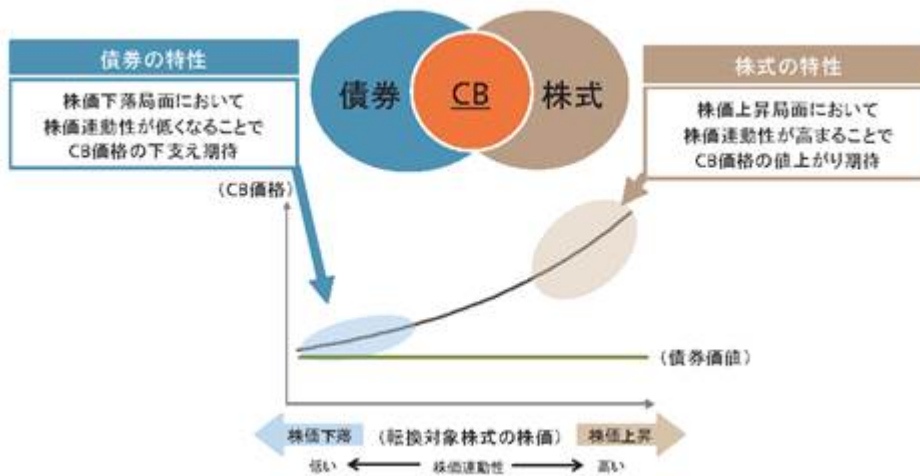 債券の特性
株価下落局面において
株価連動性が低くなることで
CB価格の下支え期待
債券
CB
株式
株式の特性
株価上昇局面において
株価連動性が高まることで
CB価格の値上がり期待
(CB価格)
(債券価値)
株価下落
(転換対象株式の株価)
株価上昇
低い
株価連動性
高い